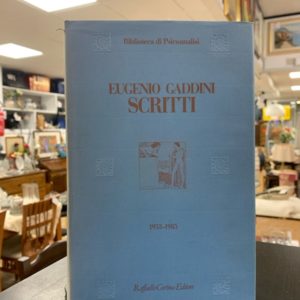 Biblioteca di Psicoanalisi
EUGENIO GADDINI
SCRITTI
1953-1985
Raffaello Cortina Editore